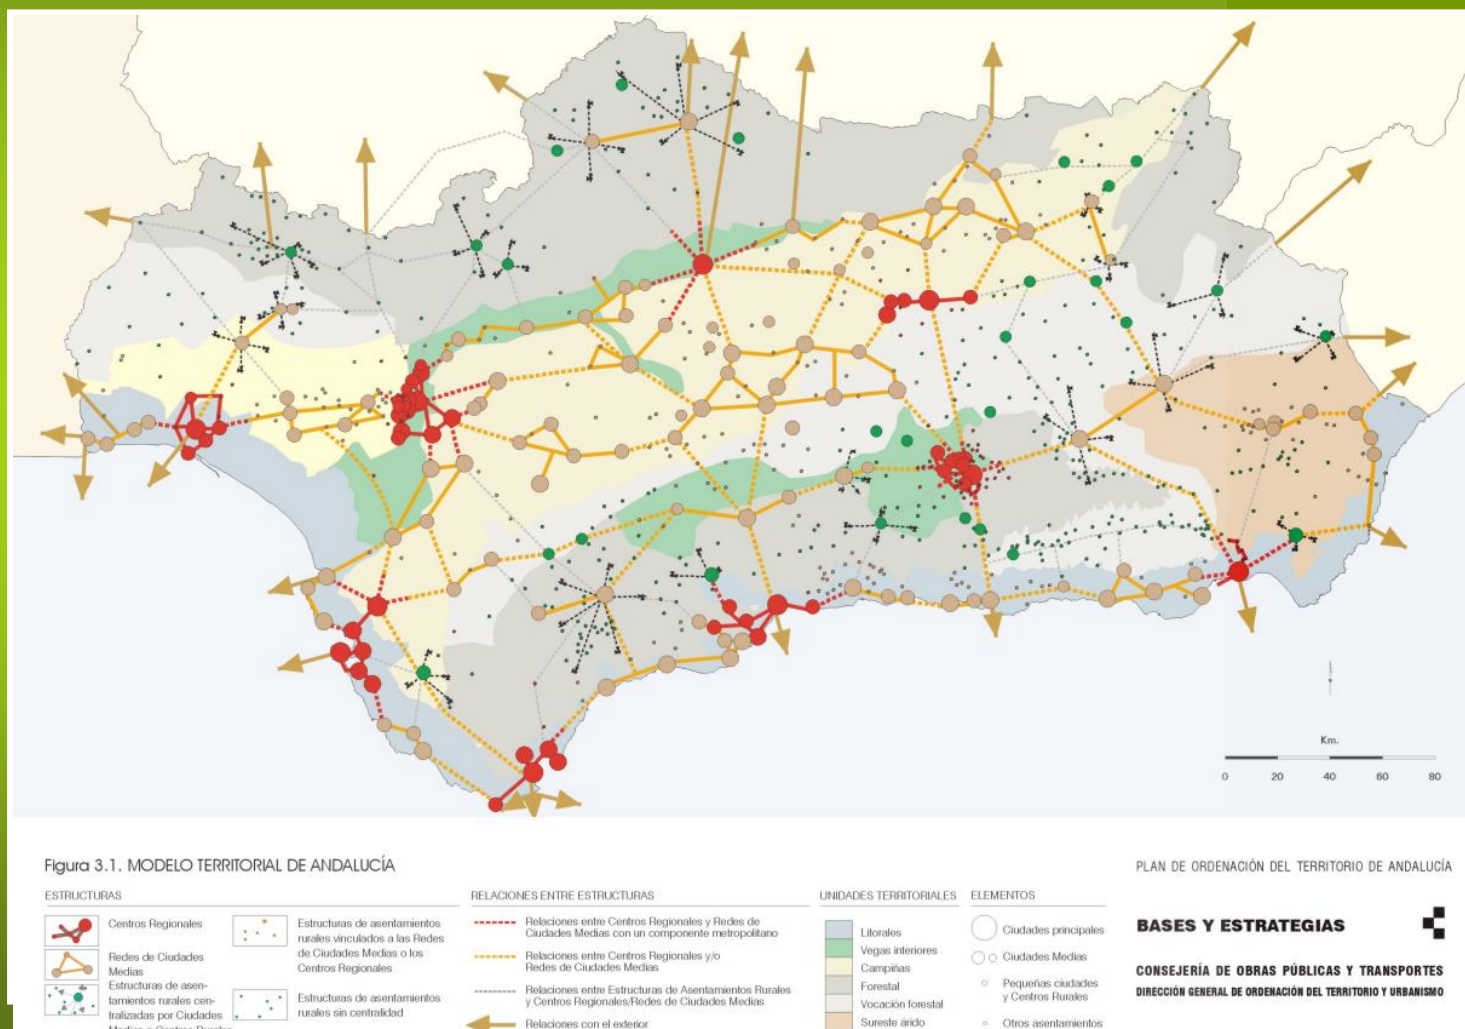 Km.
0 20 40 60 80
Figura 3.1. MODELO TERRITORIAL DE ANDALUCÍA
ESTRUCTURAS
Centros Regionales
Redes de Ciudades
Medias
Estructuras de asen-
tamientos rurales cen-
tralizadas por Ciudades
Medias o Centros Rurales
Estructuras de asentamientos
rurales vinculados a las Redes
de Ciudades Medias o los
Centros Regionales
Estructuras de asentamientos
rurales sin centralidad
RELACIONES ENTRE ESTRUCTURAS
Relaciones entre Centros Regionales y Redes de
Ciudades Medias con un componente metropolitano
Relaciones entre Centros Regionales y/o
Redes de Ciudades Medias
Relaciones entre Estructuras de Asentamientos Rurales
y Centros Regionales/Redes de Ciudades Medias
Relaciones con el exterior
UNIDADES TERRITORIALES
Litorales
Vegas interiores
Campiñas
Forestal
Vocación forestal
Sureste árido
ELEMENTOS
Ciudades principales
Ciudades Medias
Pequeñas ciudades
y Centros Rurales
Otros asentamientos
PLAN DE ORDENACIÓN DEL TERRITORIO DE ANDALUCÍA
BASES Y ESTRATEGIAS
CONSEJERÍA DE OBRAS PÚBLICAS Y TRANSPORTES
DIRECCIÓN GENERAL DE ORDENACIÓN DEL TERRITORIO Y URBANISMO